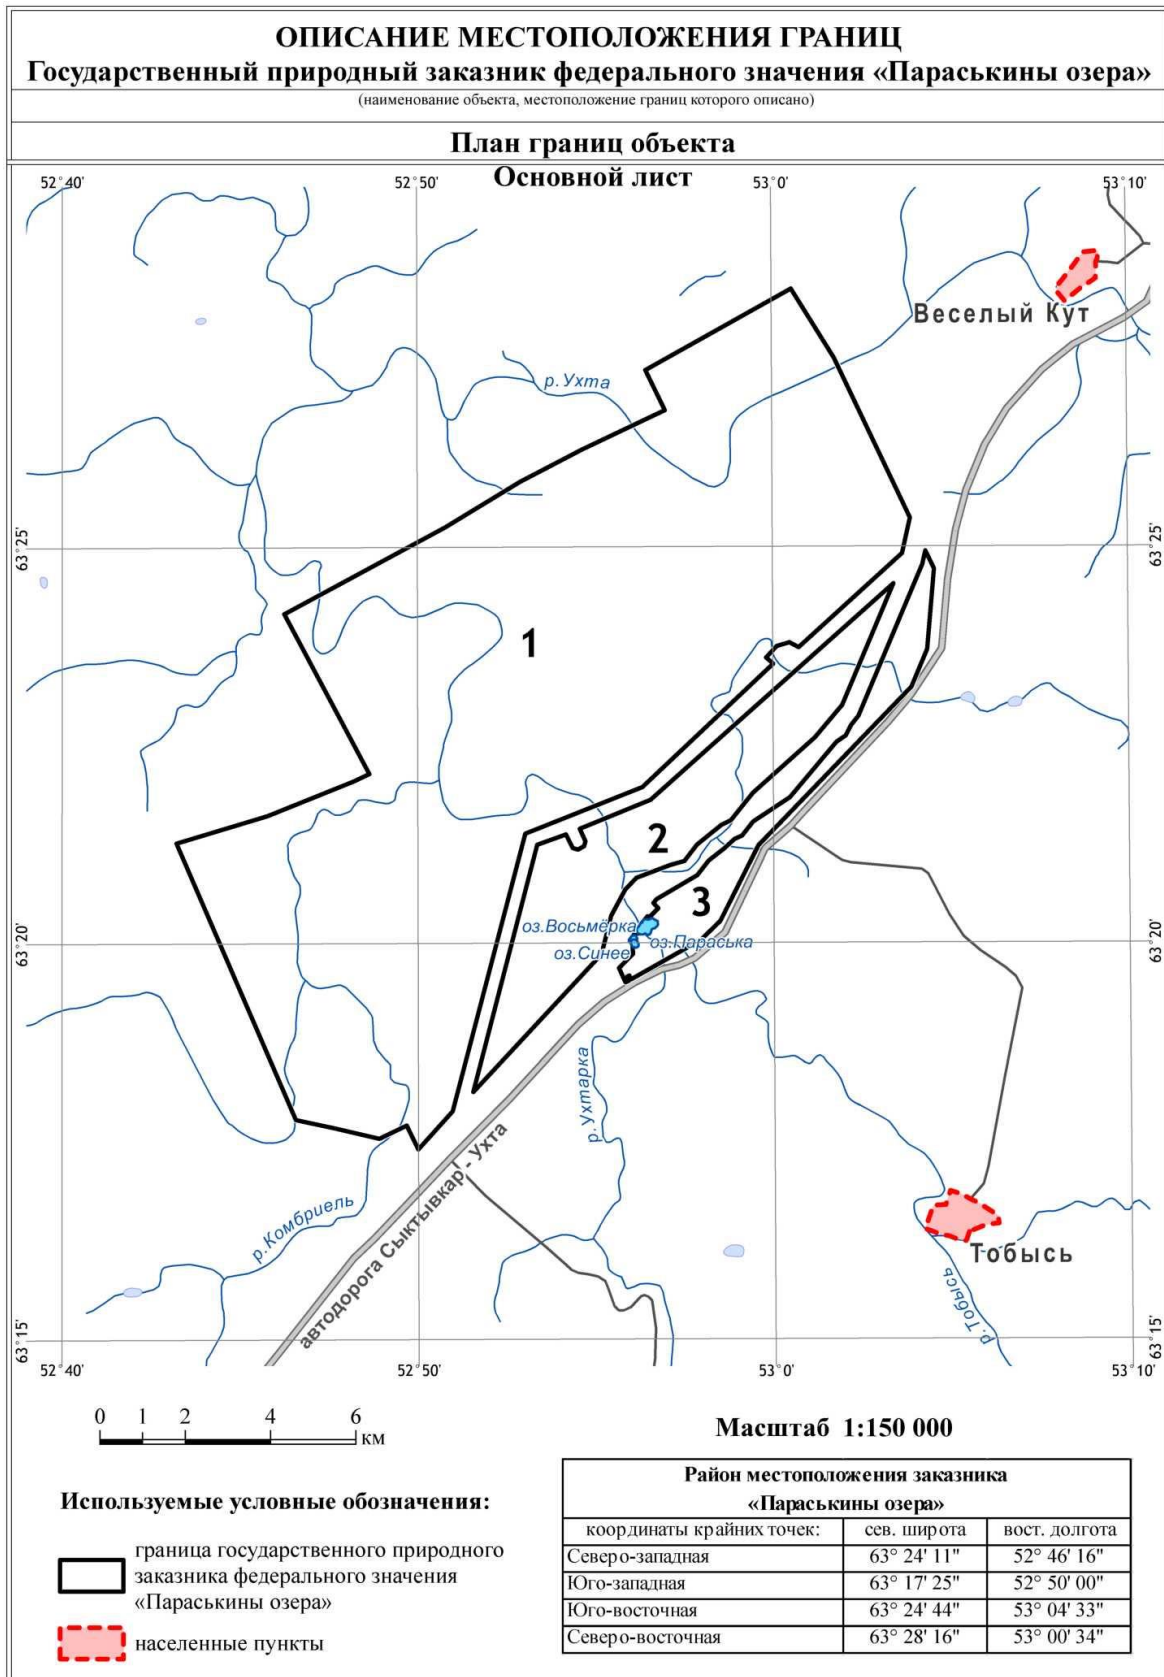 ОПИСАНИЕ МЕСТОПОЛОЖЕНИЯ ГРАНИЦ
Государственный природный заказник федерального значения «Параськины озера»
(наименование объекта, местоположение границ которого описано)
План границ объекта
Основной лист
52°40'
52°50'
53°0'
53°10'
Веселый Кут
р.Ухта
63°25'
63°25'
1
2
3
оз.Восьмёрка
оз.Параська
оз.Синее
63°20'
63°20'
р.Ухтарка
автодорога Сыктывкар - Ухта
р.Комбриель
Тобысь
р.Тобысь
63°15'
63°15'
52°40'
52°50'
53°0'
53°10'
0 1 2 4 6
км
Масштаб 1:150 000
Район местоположения заказника
«Параськины озера»
координаты крайних точек: сев. широта вост. долгота
Северо-западная 63° 24' 11" 52° 46' 16"
Юго-западная 63° 17' 25" 52° 50' 00"
Юго-восточная 63° 24' 44" 53° 04' 33"
Северо-восточная 63° 28' 16" 53° 00' 34"
Используемые условные обозначения:
граница государственного природного
заказника федерального значения
«Параськины озера»
населенные пункты